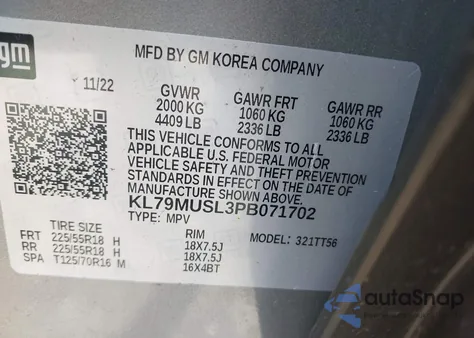 gm
MFD BY GM KOREA COMPANY
11/22
GVWR GAWR FRT GAWR RR
2000 KG 1060 KG 1060 KG
4409 LB 2336 LB 2336 LB
THIS VEHICLE CONFORMS TO ALL
APPLICABLE U.S. FEDERAL MOTOR
VEHICLE SAFETY AND THEFT PREVENTION
STANDARDS IN EFFECT ON THE DATE OF
KL79MUSL3PB071702
TYPE: MPV
TIRE SIZE RIM MODEL: 321TT56
FRT 225/55R18 H 18X7.5J
RR 225/55R18 H 18X7.5J
SPA T125/70R16 M 16X4BT
autoSnap